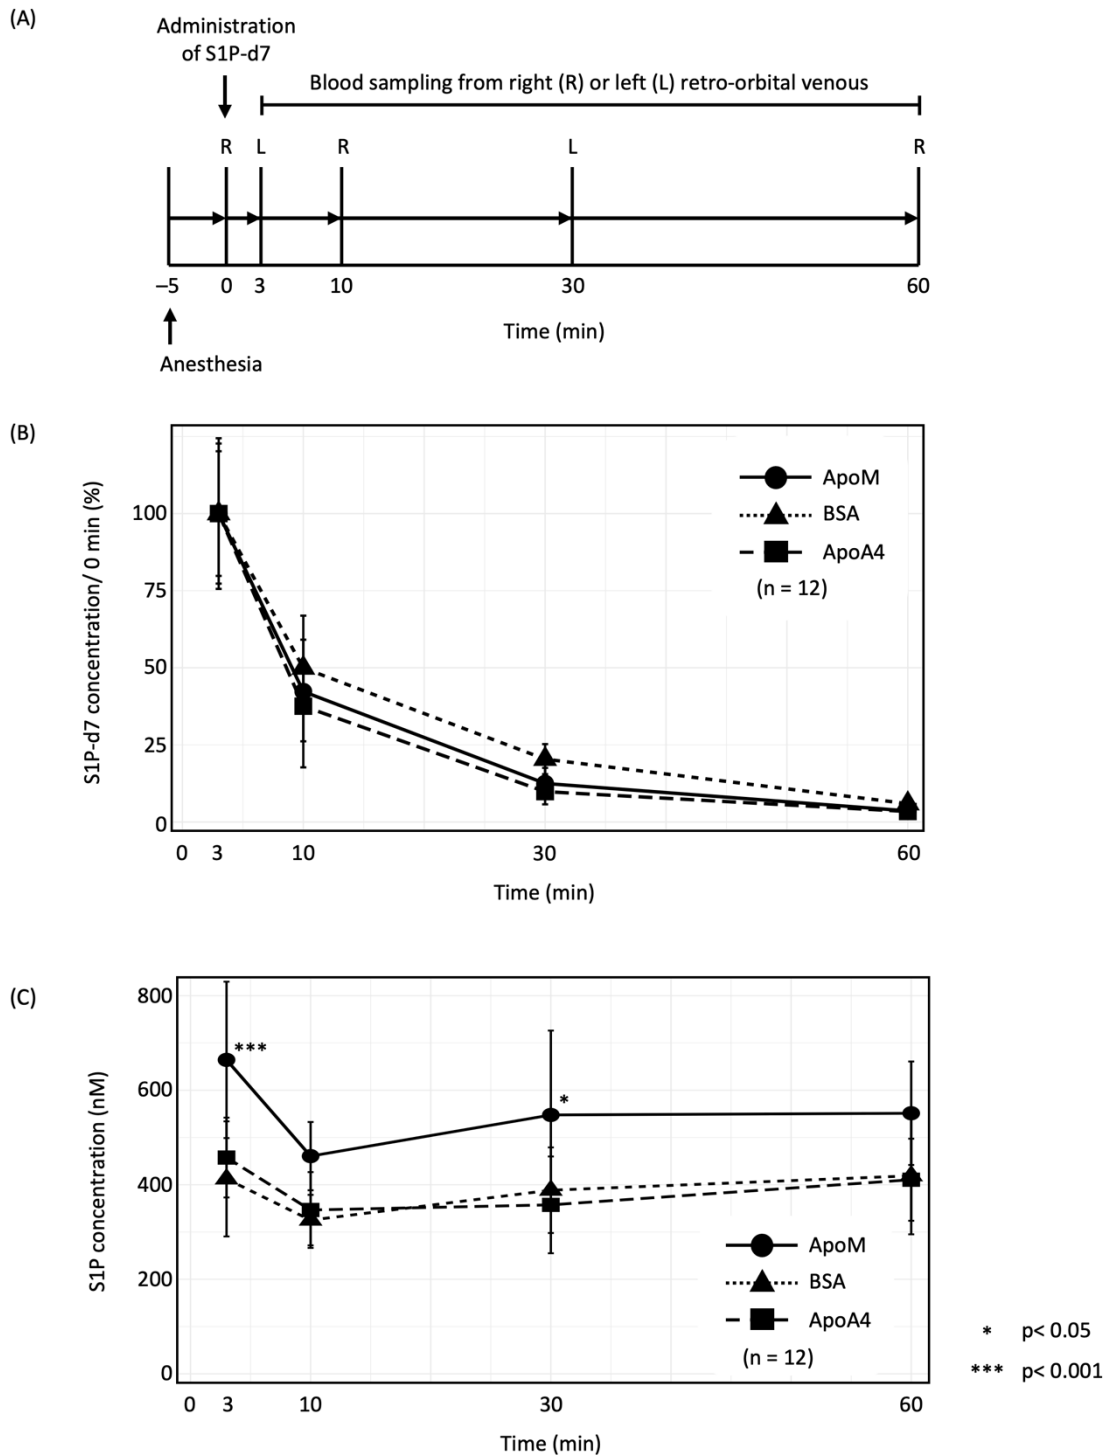 (A)
Administration
of S1P-d7
Blood sampling from right (R) or left (L) retro-orbital venous
R L R L R
–5 0 3 10 30 60
Time (min)
Anesthesia
(B)
S1P-d7 concentration/ 0 min (%)
100
75
50
25
0
ApoM
BSA
ApoA4
(n = 12)
0 3 10 30 60
Time (min)
(C)
S1P concentration (nM)
800
600
400
200
0
***
*
ApoM
BSA
ApoA4
(n = 12)
* p< 0.05
*** p< 0.001
0 3 10 30 60
Time (min)